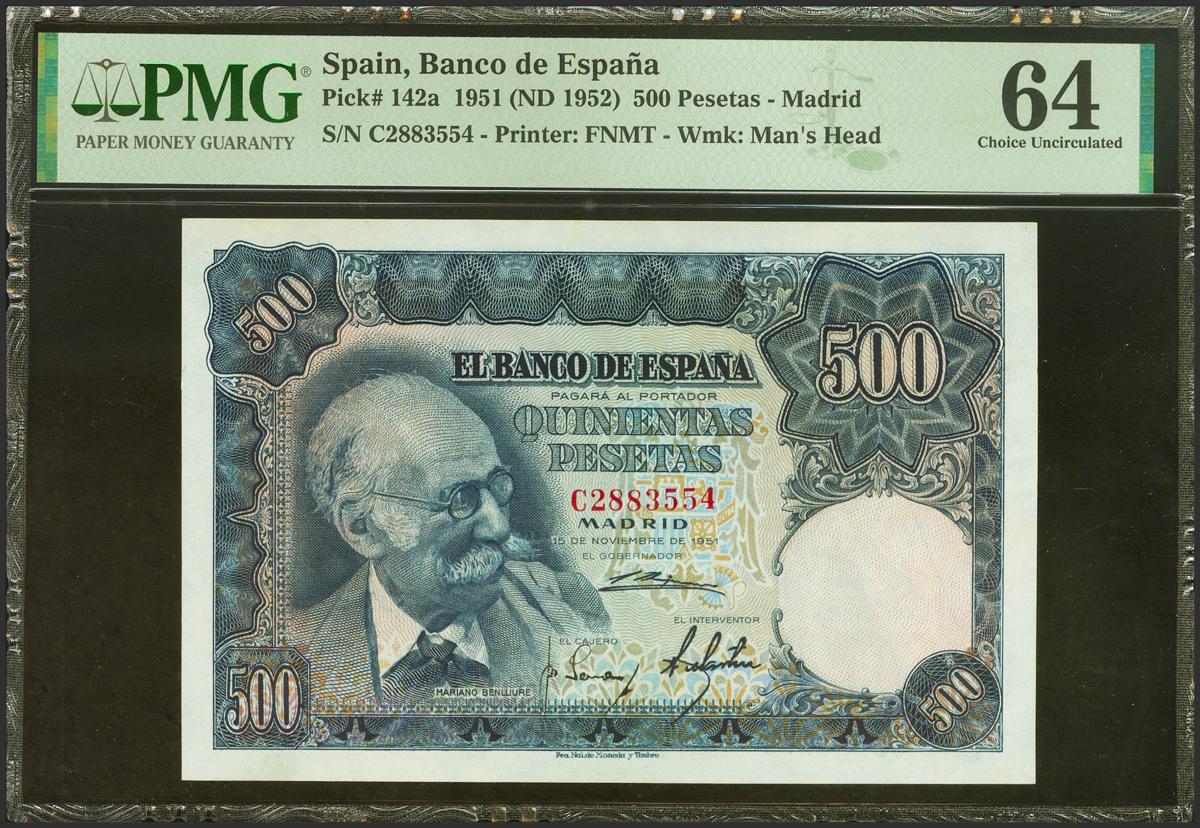 PMG®
PAPER MONEY GUARANTY
Spain, Banco de España
Pick# 142a 1951 (ND 1952) 500 Pesetas - Madrid
S/N C2883554 - Printer: FNMT - Wmk: Man's Head
64
Choice Uncirculated
500
500
EL BANCO DE ESPAÑA
PAGARÁ AL PORTADOR
QUINIENTAS
PESETAS
C2883554
MADRID
15 DE NOVIEMBRE DE 1951
EL GOBERNADOR
EL INTERVENTOR
EL CAJERO
MARIANO BENLLIURE
500
500
Fca. Nal. de Moneda y Timbre